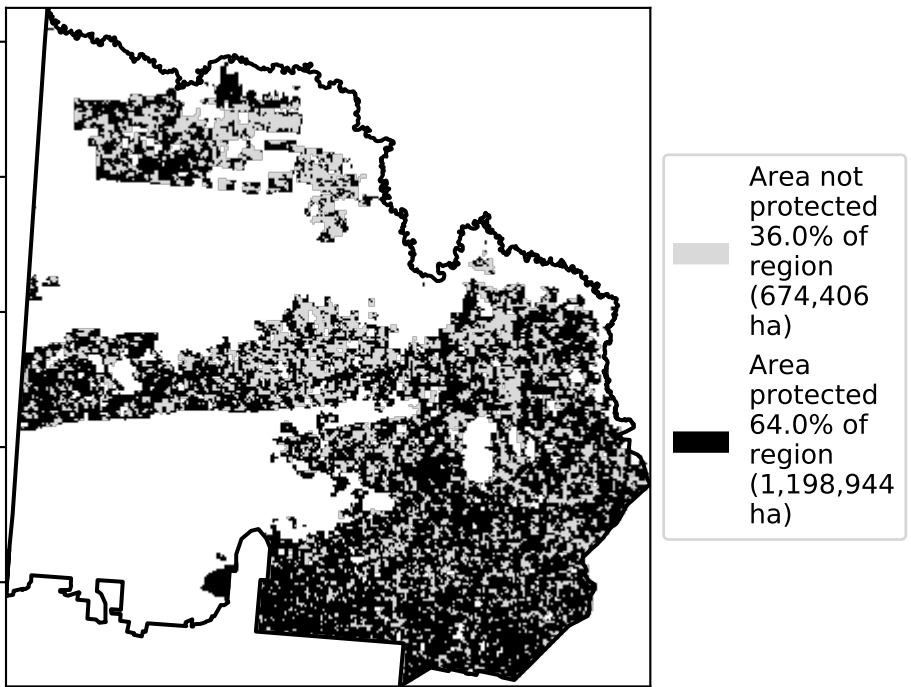 Area not
protected
36.0% of
region
(674,406
ha)
Area
protected
64.0% of
region
(1,198,944
ha)